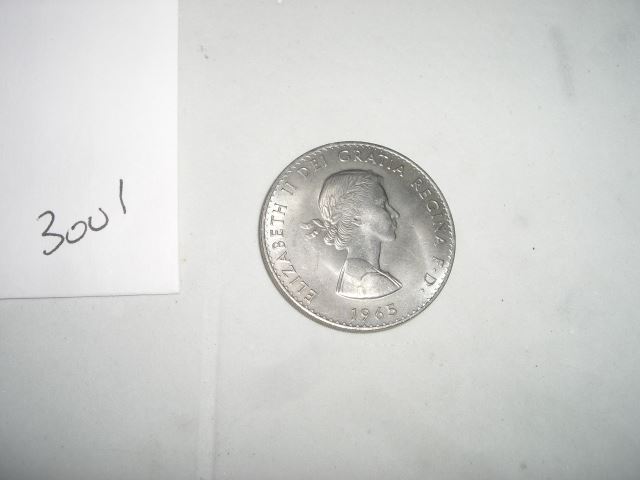 3001
ELIZABETH II DEI GRATIA REGINA F.D.
1965